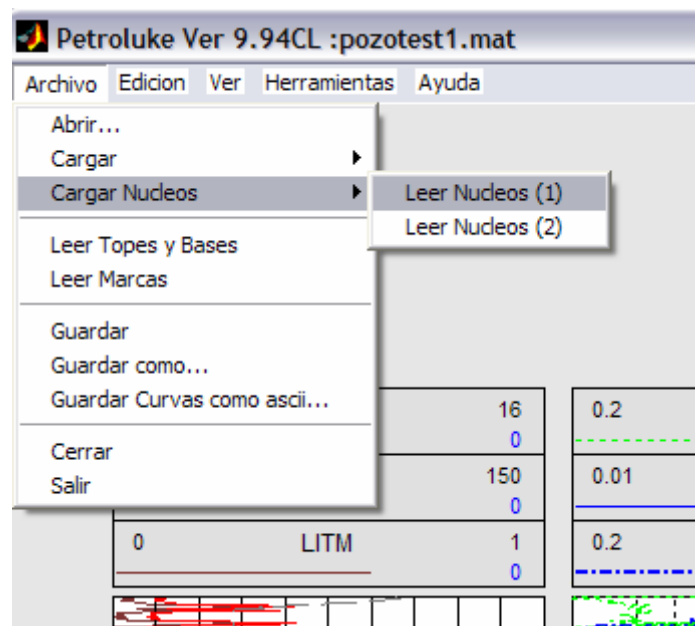 Petroluke Ver 9.94CL :pozotest1.mat
Archivo Edicion Ver Herramientas Ayuda
Abrir...
Cargar
Cargar Nucleos
Leer Nucleos (1)
Leer Nucleos (2)
Leer Topes y Bases
Leer Marcas
Guardar
Guardar como...
Guardar Curvas como ascii...
Cerrar
Salir
16 0.2
0
150 0.01
0
0 LITM 1 0.2
0